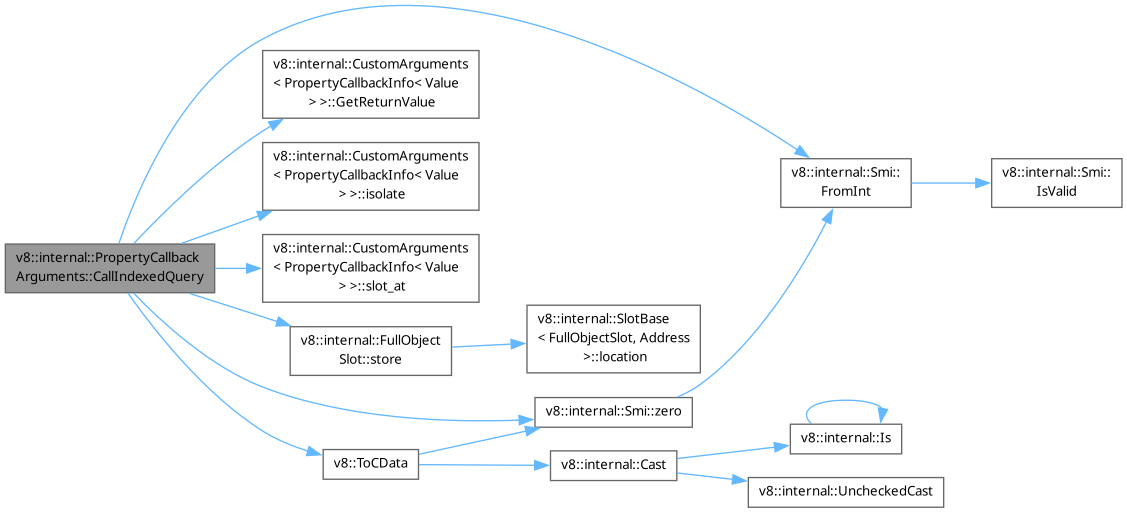 v8::internal::PropertyCallback
Arguments::CallIndexedQuery
v8::internal::CustomArguments
< PropertyCallbackInfo< Value
> >::GetReturnValue
v8::internal::CustomArguments
< PropertyCallbackInfo< Value
> >::isolate
v8::internal::CustomArguments
< PropertyCallbackInfo< Value
> >::slot_at
v8::internal::FullObject
Slot::store
v8::ToCData
v8::internal::SlotBase
< FullObjectSlot, Address
>::location
v8::internal::Smi::zero
v8::internal::Cast
v8::internal::Smi::
FromInt
v8::internal::Is
v8::internal::UncheckedCast
v8::internal::Smi::
IsValid